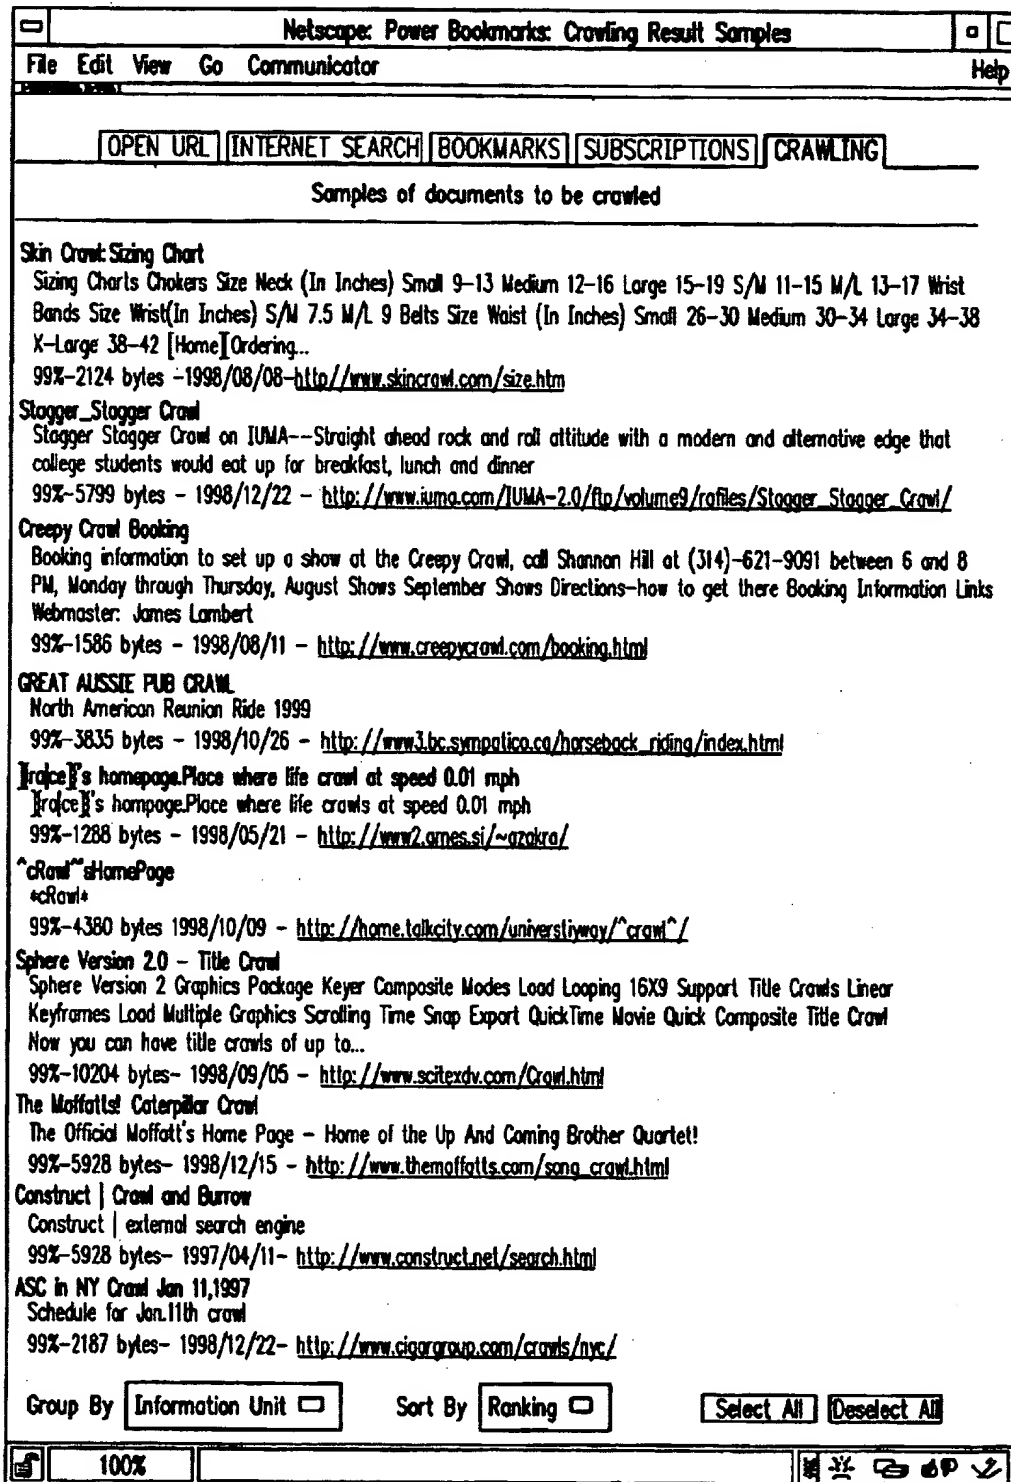 Netscape: Power Bookmarks: Crawling Result Samples
File Edit View Go Communicator Help
OPEN URL INTERNET SEARCH BOOKMARKS SUBSCRIPTIONS CRAWLING
Samples of documents to be crawled
Skin Crawl: Sizing Chart
Sizing Charts Chokers Size Neck (In Inches) Small 9-13 Medium 12-16 Large 15-19 S/M 11-15 M/L 13-17 Wrist
Bands Size Wrist(In Inches) S/M 7.5 M/L 9 Belts Size Waist (In Inches) Small 26-30 Medium 30-34 Large 34-38
X-Large 38-42 [Home][Ordering...
99%-2124 bytes -1998/08/08-http//www.skincrawl.com/size.htm
Stagger_Stagger Crawl
Stagger Stagger Crawl on IUMA--Straight ahead rock and roll attitude with a modern and alternative edge that
college students would eat up for breakfast, lunch and dinner
99%-5799 bytes - 1998/12/22 - http://www.iuma.com/IUMA-2.0/ftp/volume9/rafiles/Stagger_Stagger_Crawl/
Creepy Crawl Booking
Booking information to set up a show at the Creepy Crawl, call Shannon Hill at (314)-621-9091 between 6 and 8
PM, Monday through Thursday, August Shows September Shows Directions-how to get there Booking Information Links
Webmaster: James Lambert
99%-1586 bytes - 1998/08/11 - http://www.creepycrawl.com/booking.html
GREAT AUSSIE PUB CRAWL
North American Reunion Ride 1999
99%-3835 bytes - 1998/10/26 - http://www3.bc.sympatico.ca/horseback_riding/index.html
's homepage.Place where life crawl at speed 0.01 mph
's hompage.Place where life crawls at speed 0.01 mph
99%-1288 bytes - 1998/05/21 - http://www2.arnes.si/~azakra/
^cRawl^sHomePage
*cRawl*
99%-4380 bytes 1998/10/09 - http://home.talkcity.com/universtiyway/^crawl^/
Sphere Version 2.0 - Title Crawl
Sphere Version 2 Graphics Package Keyer Composite Modes Load Looping 16X9 Support Title Crawls Linear
Keyframes Load Multiple Graphics Scrolling Time Snap Export QuickTime Movie Quick Composite Title Crawl
Now you can have title crawls of up to...
99%-10204 bytes- 1998/09/05 - http://www.scitexdv.com/Crawl.html
The Moffatts! Caterpillar Crawl
The Official Moffatt's Home Page - Home of the Up And Coming Brother Quartet!
99%-5928 bytes- 1998/12/15 - http://www.themoffatts.com/song_crawl.html
Construct | Crawl and Burrow
Construct | external search engine
99%-5928 bytes- 1997/04/11- http://www.construct.net/search.html
ASC in NY Crawl Jan 11,1997
Schedule for Jan.11th crawl
99%-2187 bytes- 1998/12/22- http://www.cigargroup.com/crawls/nyc/
Group By Information Unit Sort By Ranking Select All Deselect All
100%